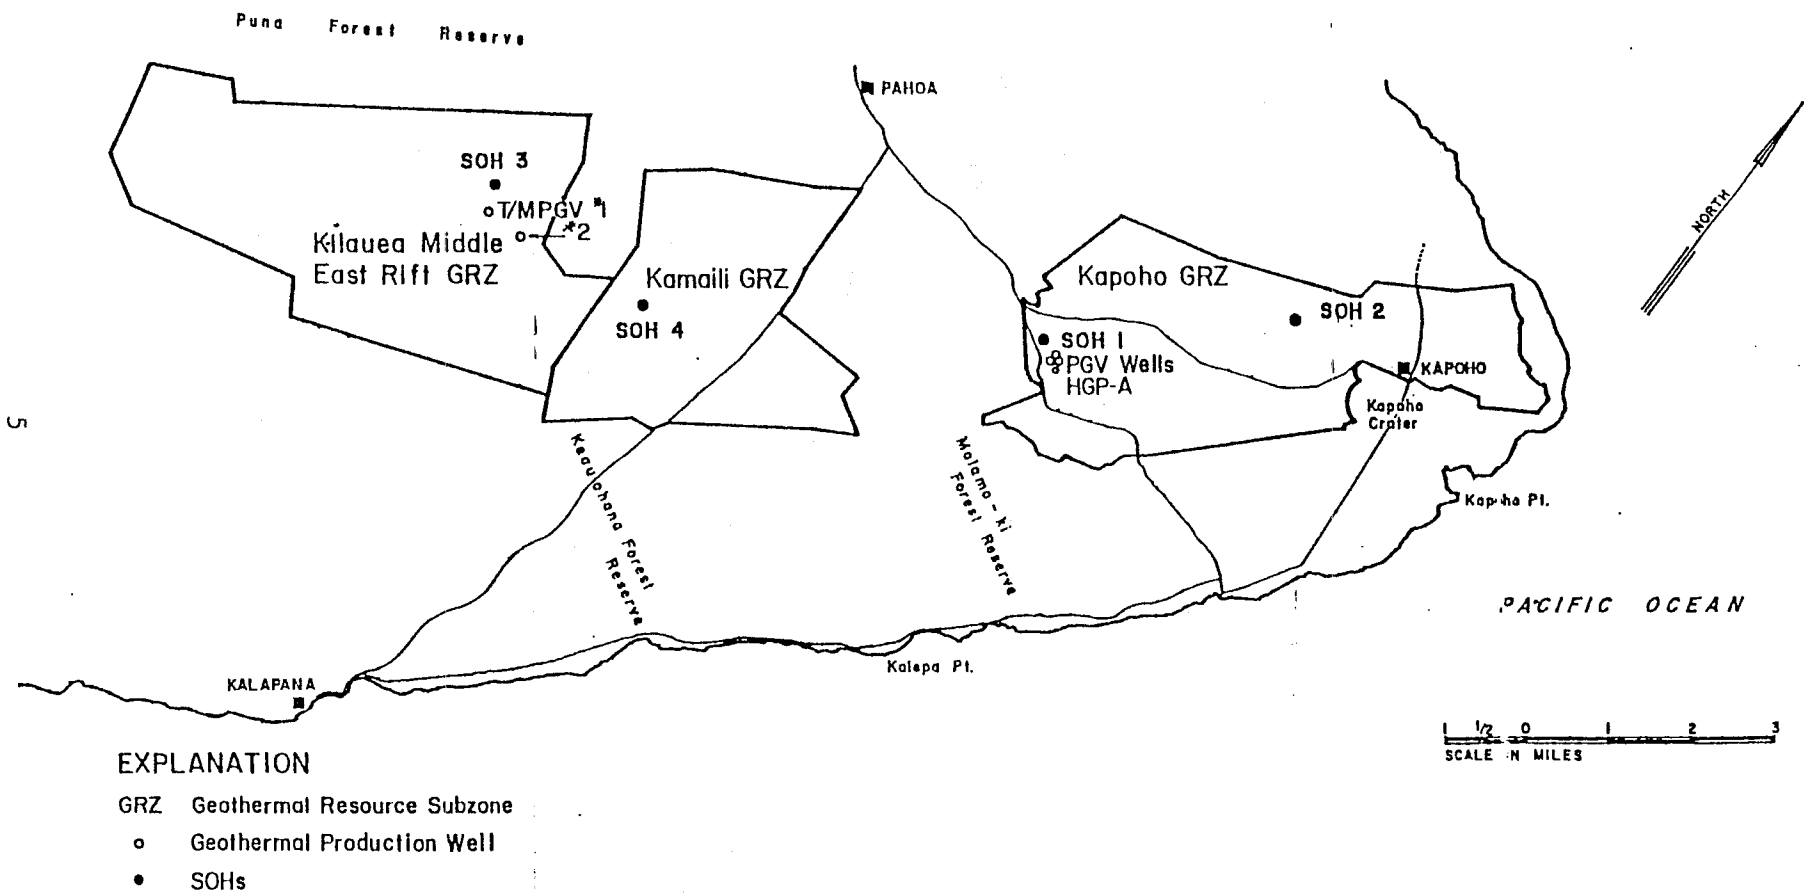 Puna Forest Reserve
PAHOA
SOH 3
T/MPGV #1
#2
Kilauea Middle
East Rift GRZ
Kamaili GRZ
SOH 4
Kapoho GRZ
SOH 2
SOH 1
PGV Wells
HGP-A
KAPOHO
Kapoho
Crater
NORTH
5
Keauohana Forest
Reserve
Malama-ki
Forest Reserve
Kapoho Pt.
PACIFIC OCEAN
Kalepa Pt.
KALAPANA
1 1/2 0 1 2 3
SCALE IN MILES
EXPLANATION
GRZ Geothermal Resource Subzone
Geothermal Production Well
SOHs